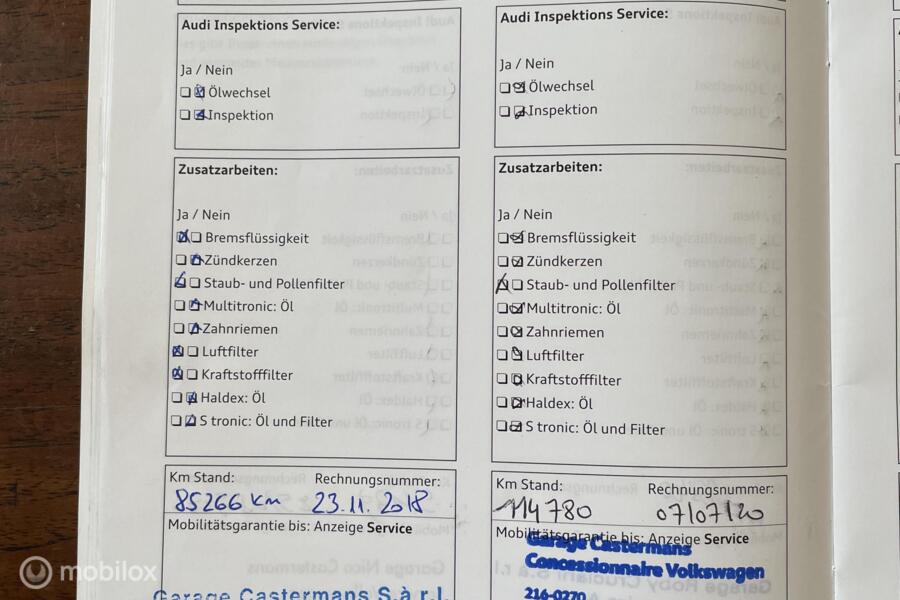 Audi Inspektions Service:
Ja / Nein
Ölwechsel
Inspektion
Zusatzarbeiten:
Ja / Nein
Bremsflüssigkeit
Zündkerzen
Staub- und Pollenfilter
Multitronic: Öl
Zahnriemen
Luftfilter
Kraftstofffilter
Haldex: Öl
S tronic: Öl und Filter
Km Stand: Rechnungsnummer:
85266 km 23.11.2018
Mobilitätsgarantie bis: Anzeige Service
Garage Castermans S.à r.l.
Audi Inspektions Service:
Ja / Nein
Ölwechsel
Inspektion
Zusatzarbeiten:
Ja / Nein
Bremsflüssigkeit
Zündkerzen
Staub- und Pollenfilter
Multitronic: Öl
Zahnriemen
Luftfilter
Kraftstofffilter
Haldex: Öl
S tronic: Öl und Filter
Km Stand: Rechnungsnummer:
114780 07/07/20
Mobilitätsgarantie bis: Anzeige Service
Garage Castermans
Concessionnaire Volkswagen
216-0270
mobilox